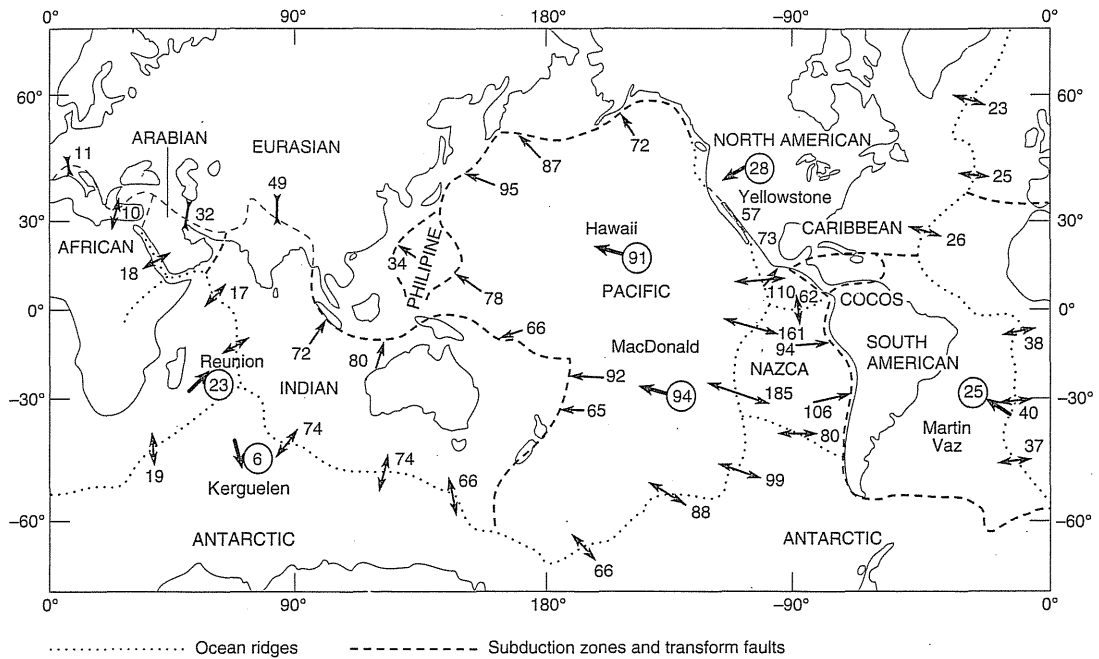 0° 90° 180° –90° 0°
60° 60°
23
ARABIAN
11
EURASIAN
NORTH AMERICAN
72
87
28
95
25
49
Yellowstone
10
32
57
30° 30°
AFRICAN
Hawaii
73
CARIBBEAN
26
34
PHILIPINE
91
18
17
78
PACIFIC
110
62
COCOS
0° 0°
66
161
38
72
80
MacDonald
94
SOUTH
AMERICAN
Reunion
NAZCA
23
INDIAN
92
94
185
25
–30° –30°
65
106
40
Martin
Vaz
74
80
37
6
74
19
Kerguelen
66
99
88
–60° –60°
ANTARCTIC
ANTARCTIC
66
0° 90° 180° –90° 0°
Ocean ridges
Subduction zones and transform faults